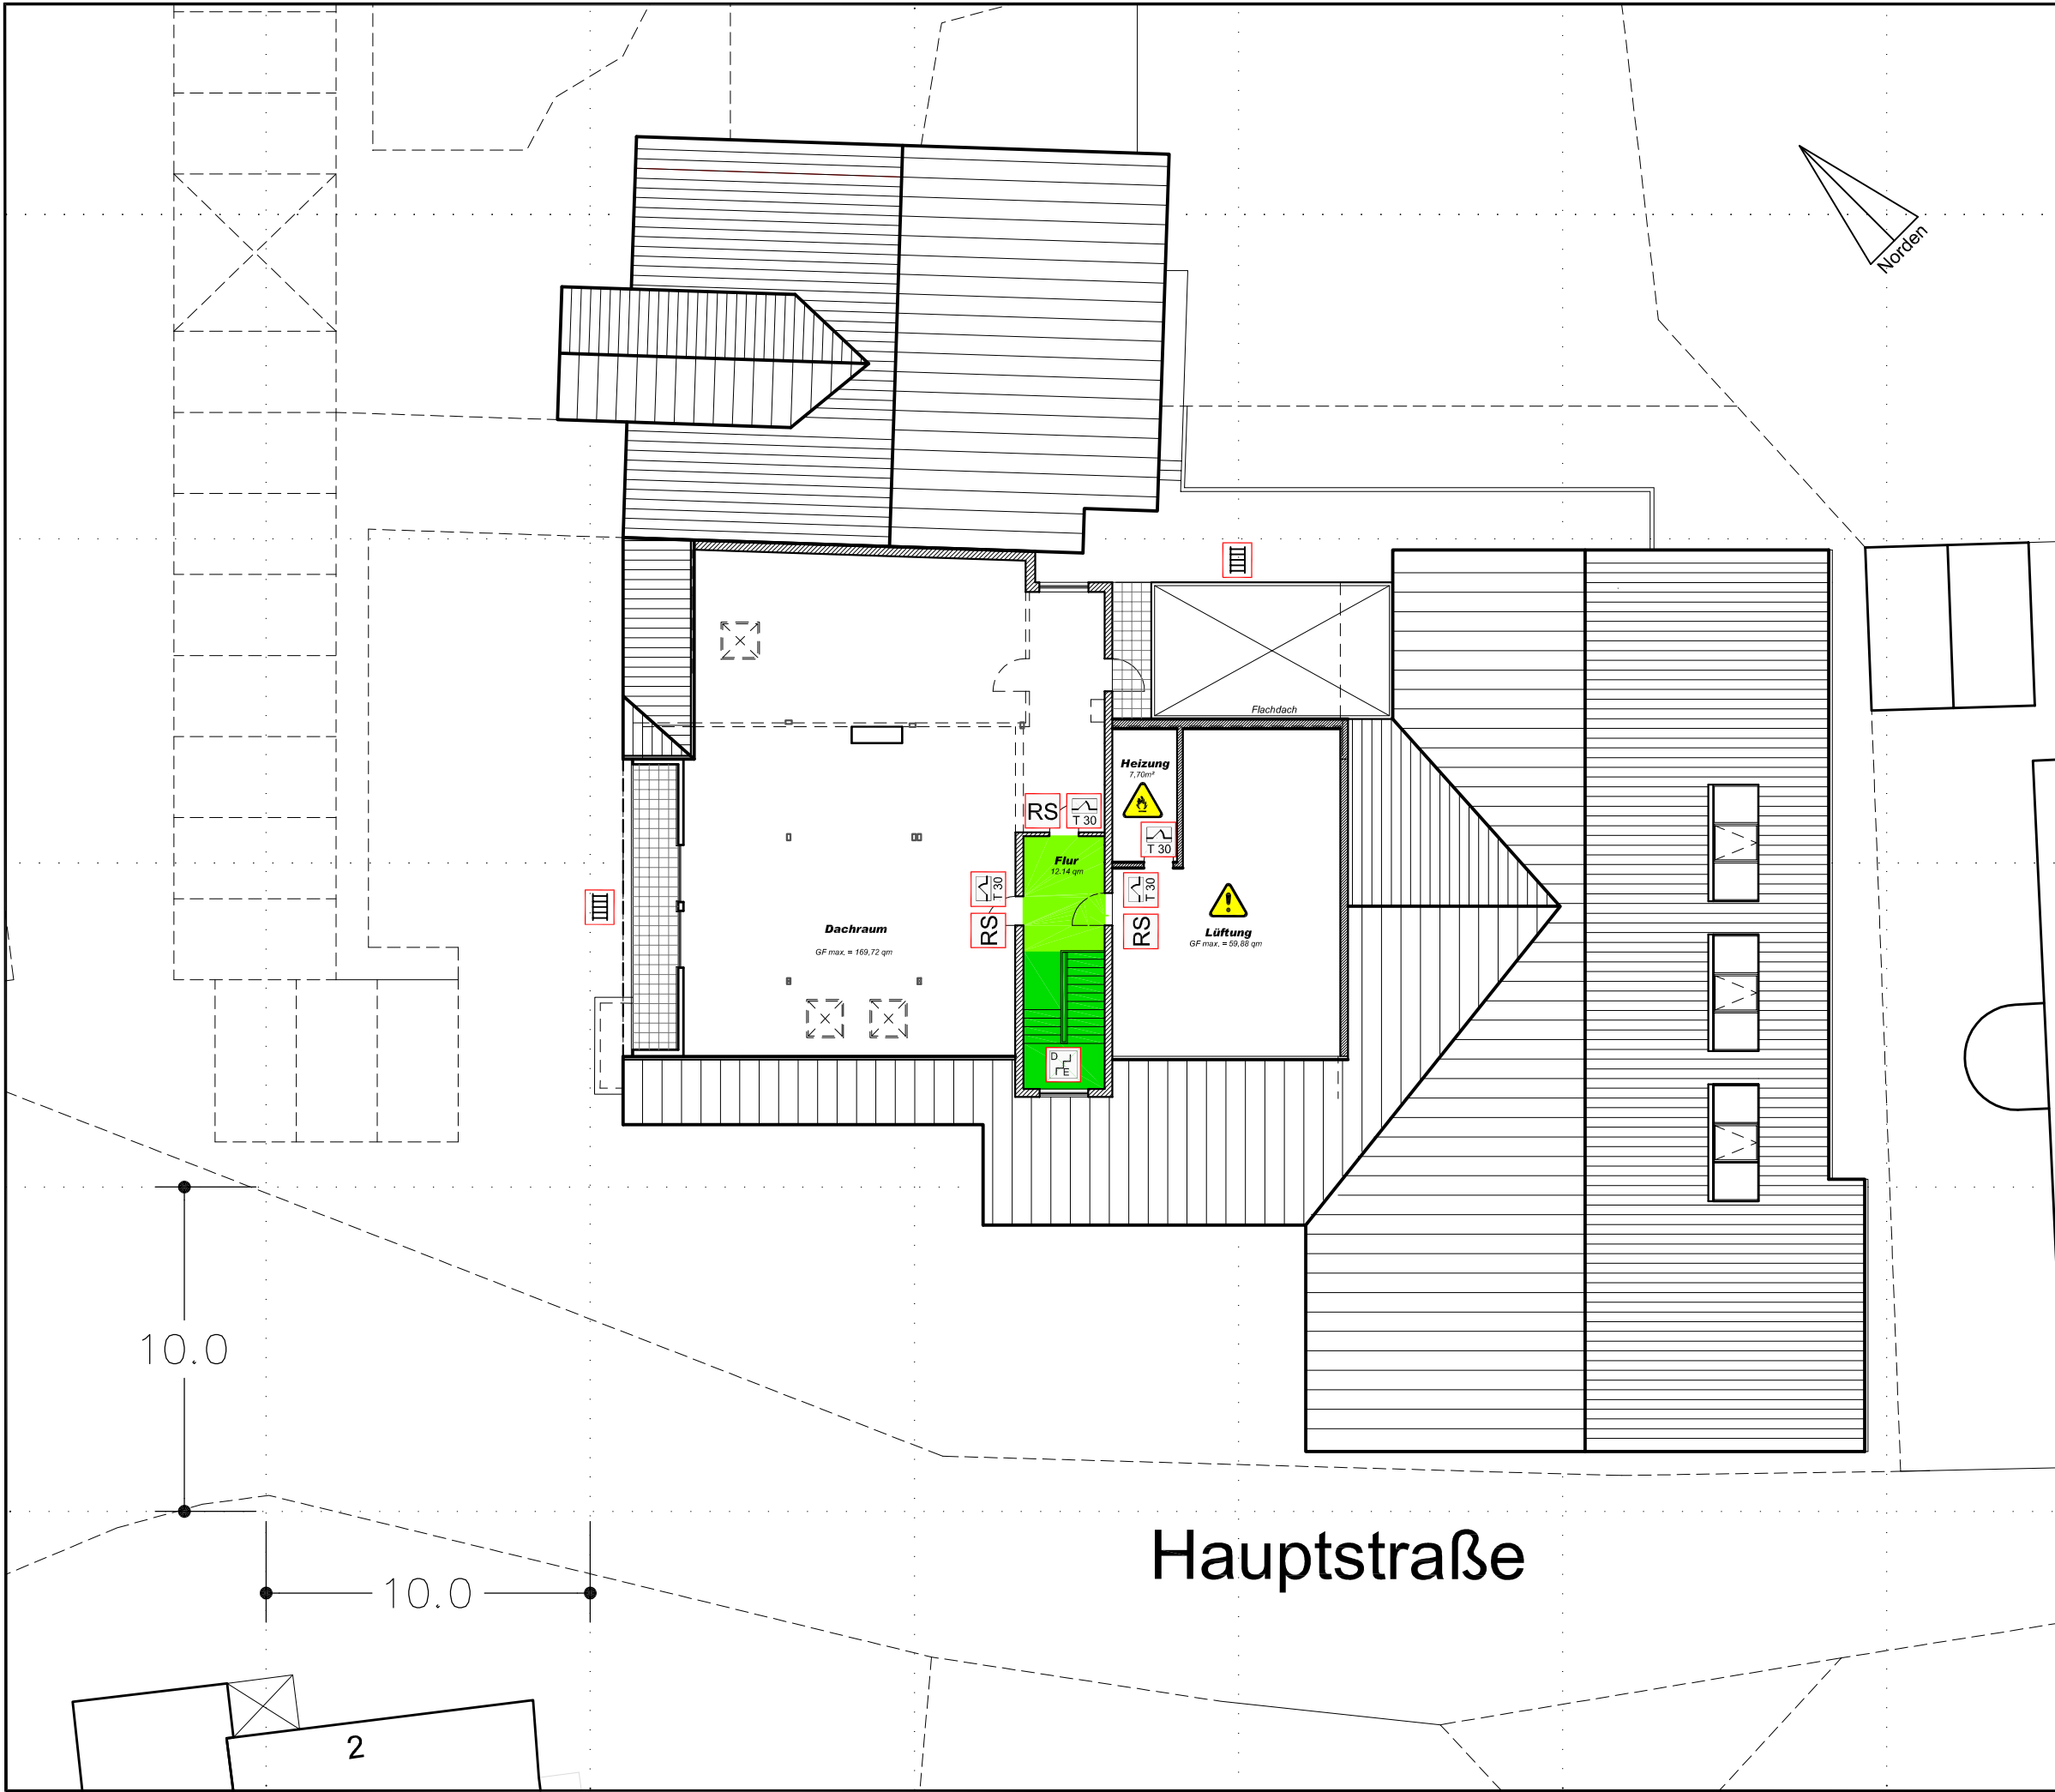 Norden
Flachdach
Heizung
7,70m²
RS
T 30
T 30
Flur
12.14 qm
T 30
T 30
RS
RS
Dachraum
GF max. = 169,72 qm
Lüftung
GF max. = 59,88 qm
D
E
10.0
10.0
Hauptstraße
2